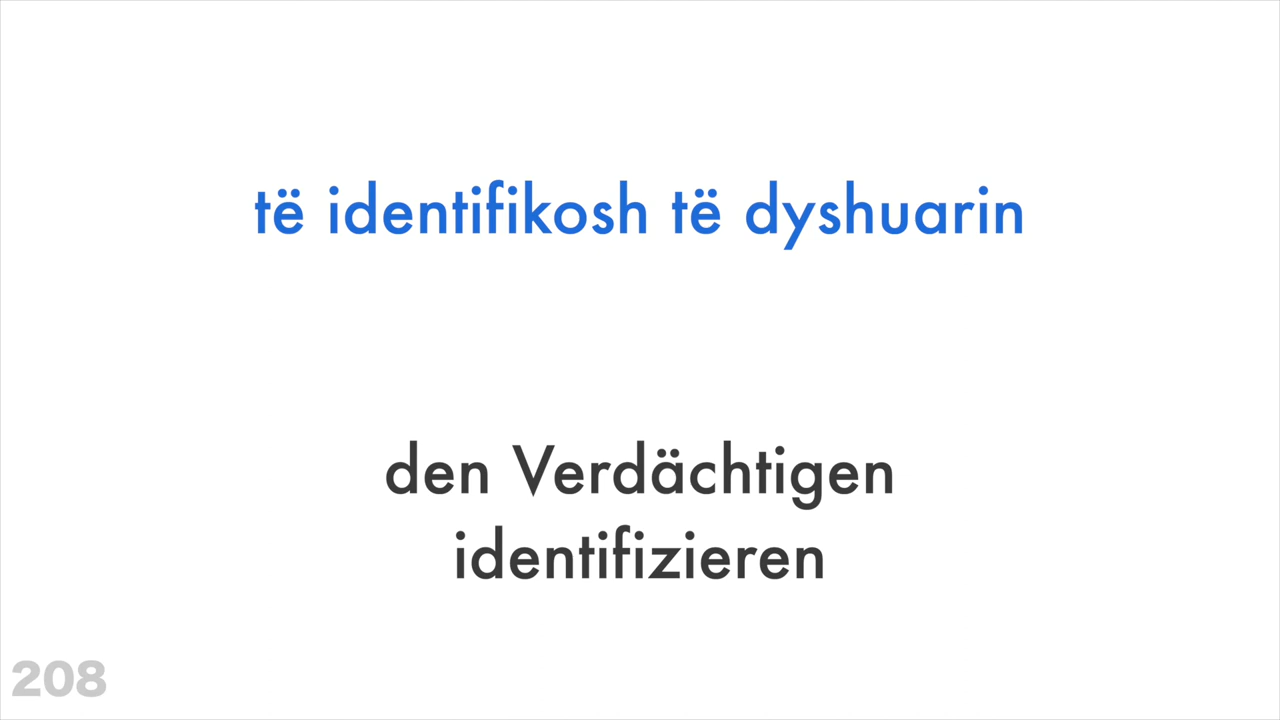 të identifikosh të dyshuarin
den Verdächtigen
identifizieren
208